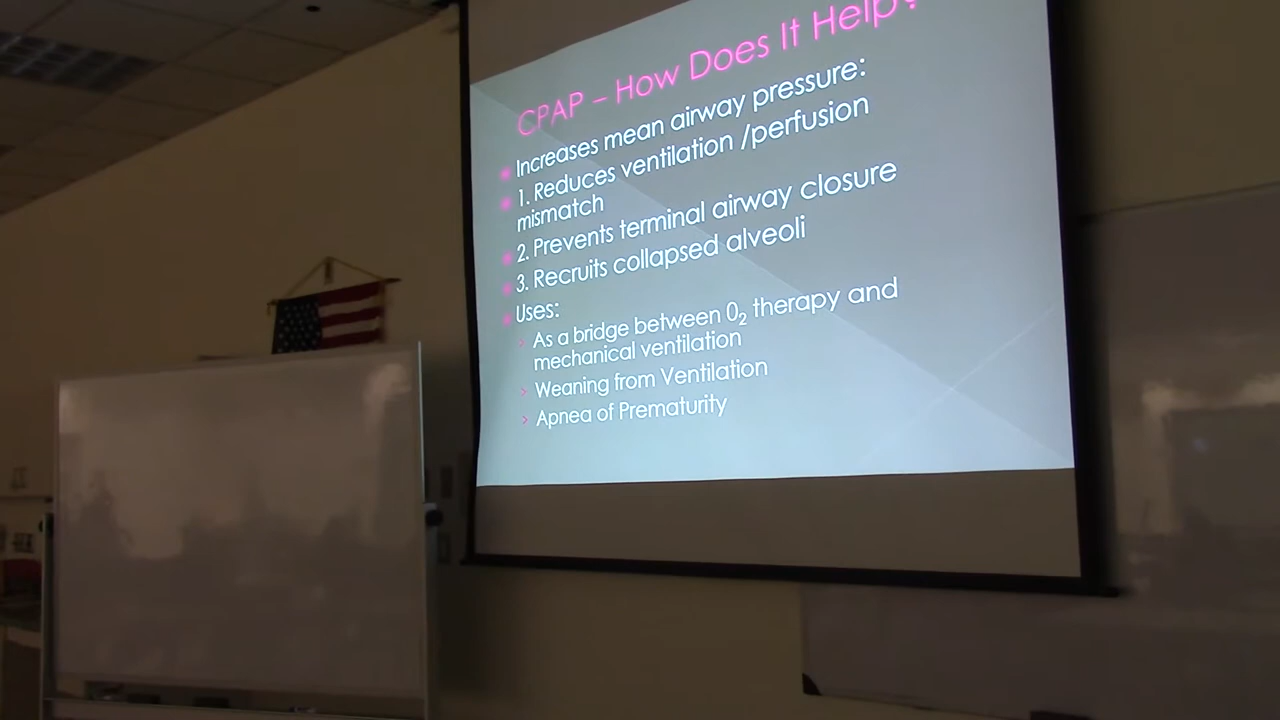 CPAP – How Does It Help?
Increases mean airway pressure:
1. Reduces ventilation /perfusion
mismatch
2. Prevents terminal airway closure
3. Recruits collapsed alveoli
Uses:
As a bridge between 0₂ therapy and
mechanical ventilation
Weaning from Ventilation
Apnea of Prematurity